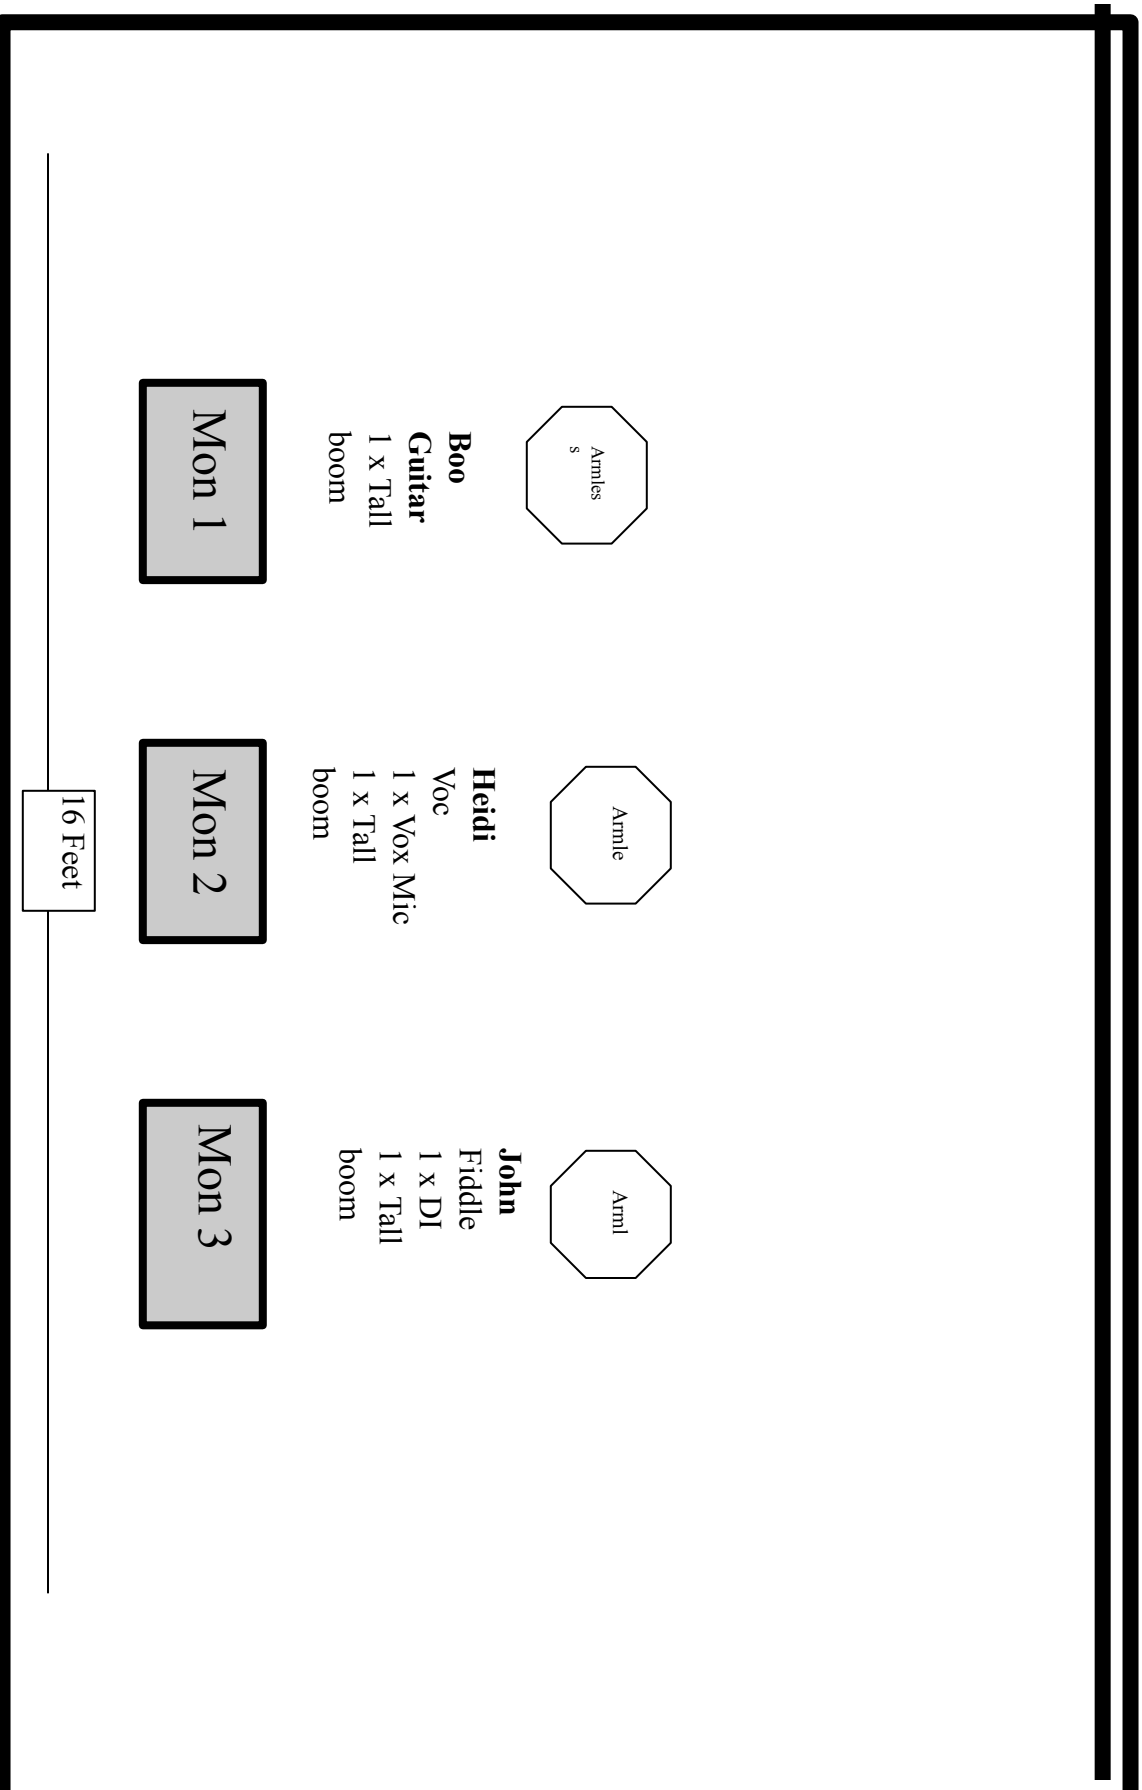 Armles
s
Boo
Guitar
1 x Tall
boom
Mon 1
Armle
Heidi
Voc
1 x Vox Mic
1 x Tall
boom
Mon 2
Arml
John
Fiddle
1 x DI
1 x Tall
boom
Mon 3
16 Feet